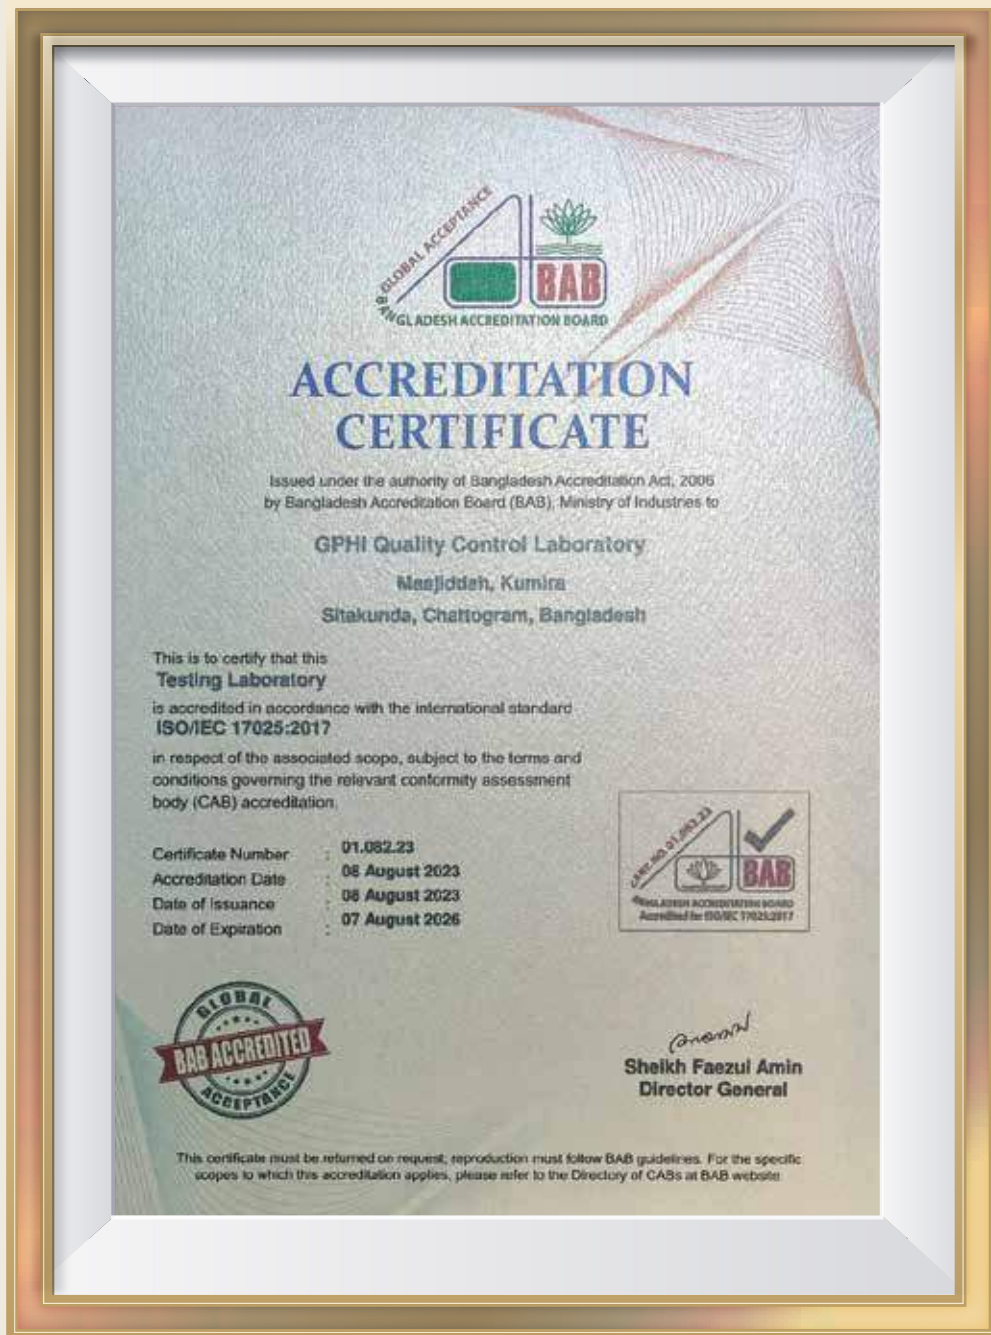 GLOBAL ACCEPTANCE
BAB
BANGLADESH ACCREDITATION BOARD
ACCREDITATION
CERTIFICATE
Issued under the authority of Bangladesh Accreditation Act, 2006
by Bangladesh Accreditation Board (BAB), Ministry of Industries to
GPHI Quality Control Laboratory
Masjiddah, Kumira
Sitakunda, Chattogram, Bangladesh
This is to certify that this
Testing Laboratory
is accredited in accordance with the international standard
ISO/IEC 17025:2017
in respect of the associated scope, subject to the terms and
conditions governing the relevant conformity assessment
body (CAB) accreditation.
Certificate Number : 01.082.23
Accreditation Date : 08 August 2023
Date of Issuance : 08 August 2023
Date of Expiration : 07 August 2026
CERT. NO. 01.082.23
BAB
BANGLADESH ACCREDITATION BOARD
Accredited for ISO/IEC 17025:2017
GLOBAL
BAB ACCREDITED
ACCEPTANCE
Sheikh Faezul Amin
Director General
This certificate must be returned on request; reproduction must follow BAB guidelines. For the specific
scopes to which this accreditation applies, please refer to the Directory of CABs at BAB website